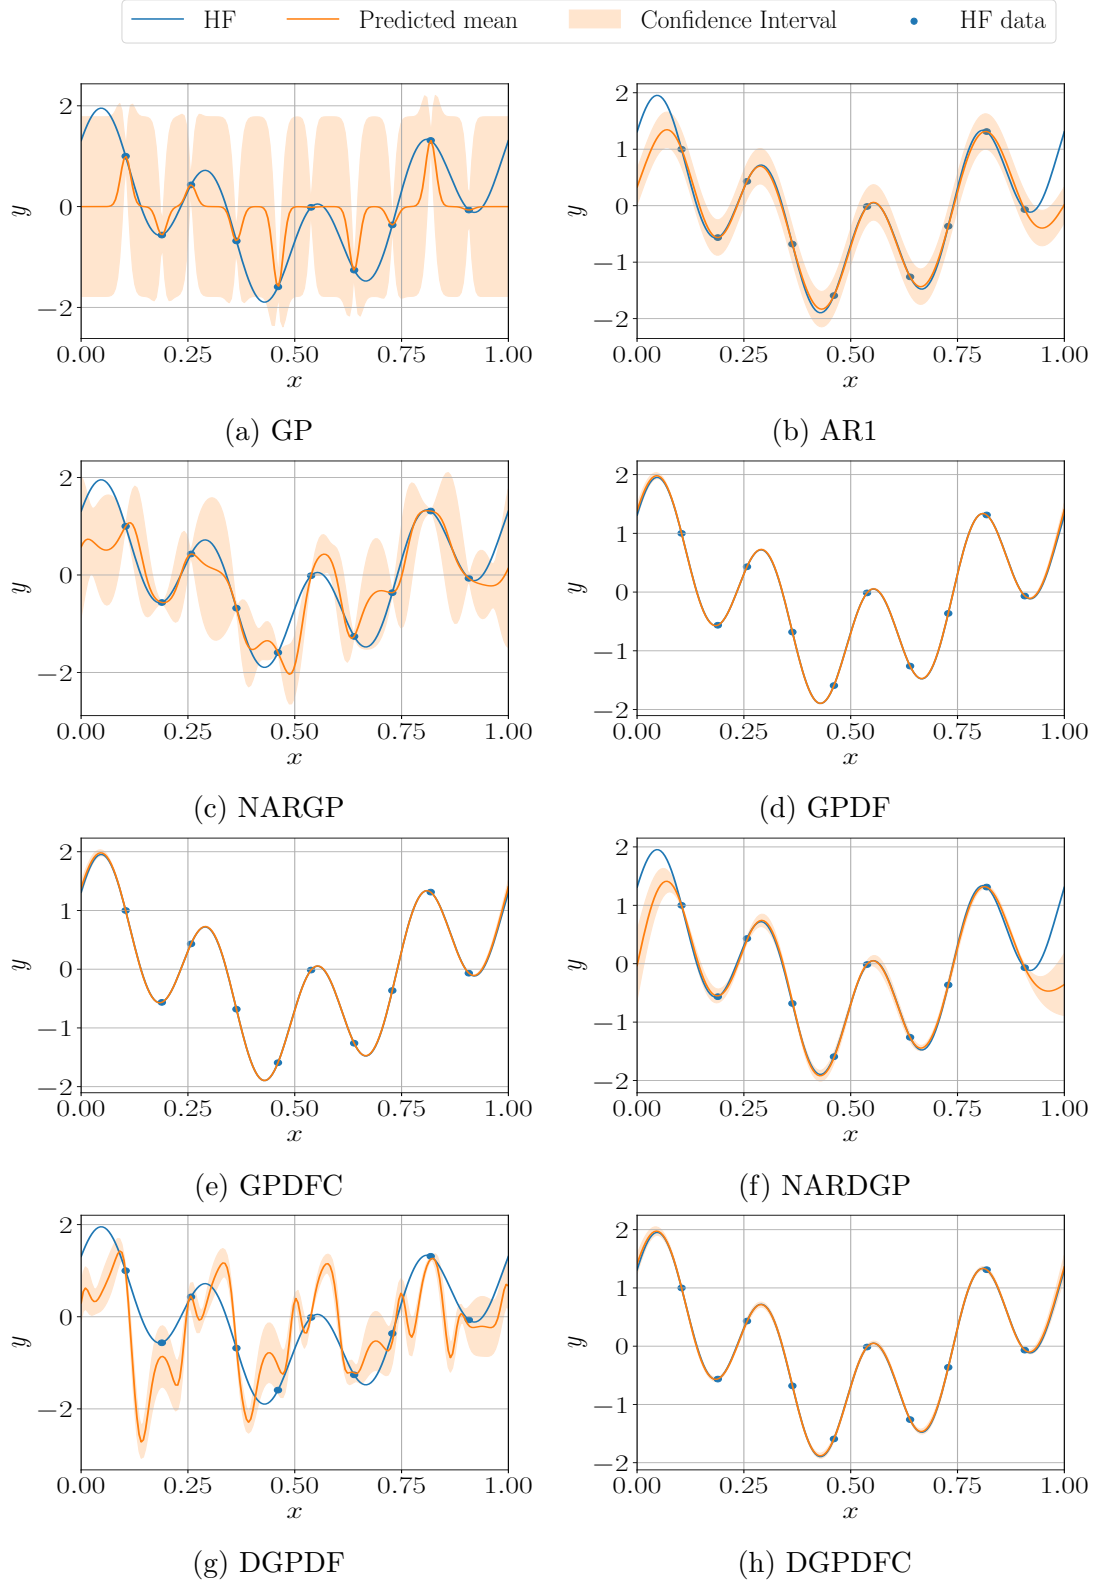 HF Predicted mean Confidence Interval HF data
2
0
−2
y
0.00 0.25 0.50 0.75 1.00
x
(a) GP
2
1
0
−1
−2
y
0.00 0.25 0.50 0.75 1.00
x
(b) AR1
2
0
−2
y
0.00 0.25 0.50 0.75 1.00
x
(c) NARGP
2
1
0
−1
−2
y
0.00 0.25 0.50 0.75 1.00
x
(d) GPDF
2
1
0
−1
−2
y
0.00 0.25 0.50 0.75 1.00
x
(e) GPDFC
2
1
0
−1
−2
y
0.00 0.25 0.50 0.75 1.00
x
(f) NARDGP
2
0
−2
y
0.00 0.25 0.50 0.75 1.00
x
(g) DGPDF
2
1
0
−1
−2
y
0.00 0.25 0.50 0.75 1.00
x
(h) DGPDFC